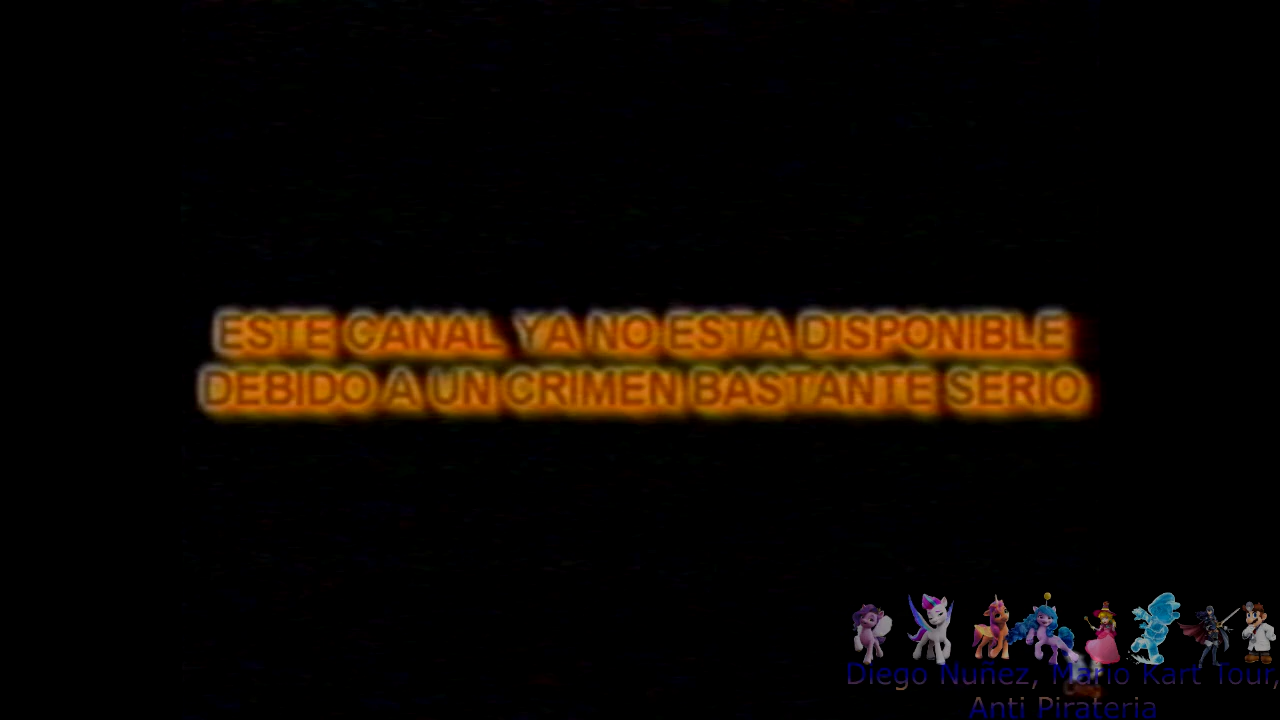 ESTE CANAL YA NO ESTA DISPONIBLE
DEBIDO A UN CRIMEN BASTANTE SERIO
Diego Nuñez, Mario Kart Tour,
Anti Pirateria